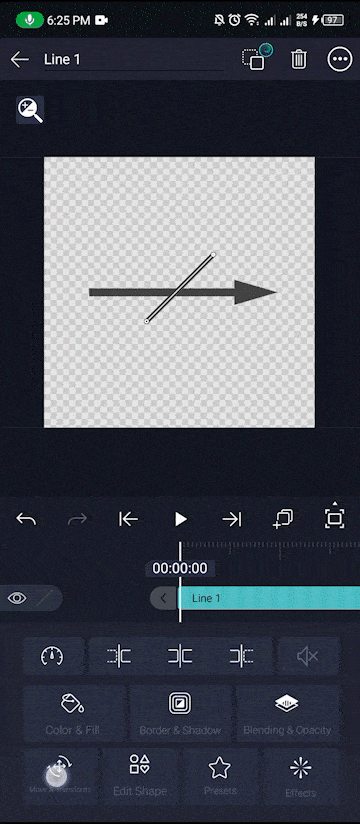 6:25 PM
254
B/S
97
Line 1
00:00:00
Line 1
Color & Fill
Border & Shadow
Blending & Opacity
Move & Transform
Edit Shape
Presets
Effects